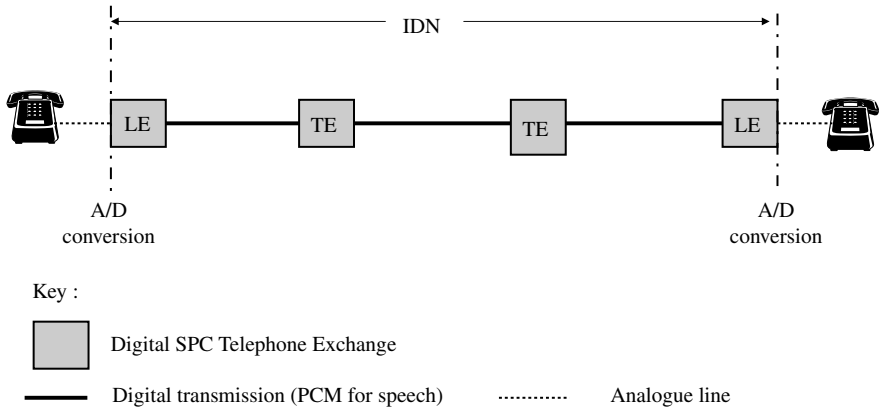 IDN
LE
TE
TE
LE
A/D
conversion
A/D
conversion
Key :
Digital SPC Telephone Exchange
Digital transmission (PCM for speech)
Analogue line